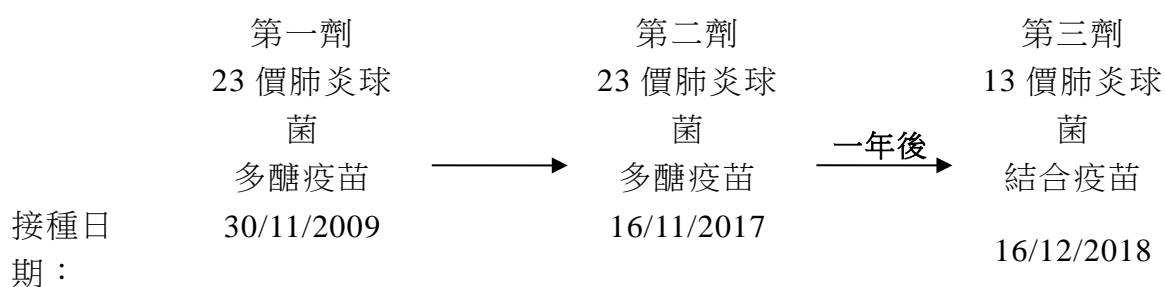 第一劑
23 價肺炎球
菌
多醣疫苗
第二劑
23 價肺炎球
菌
多醣疫苗
一年後
第三劑
13 價肺炎球
菌
結合疫苗
接種日
期：
30/11/2009
16/11/2017
16/12/2018